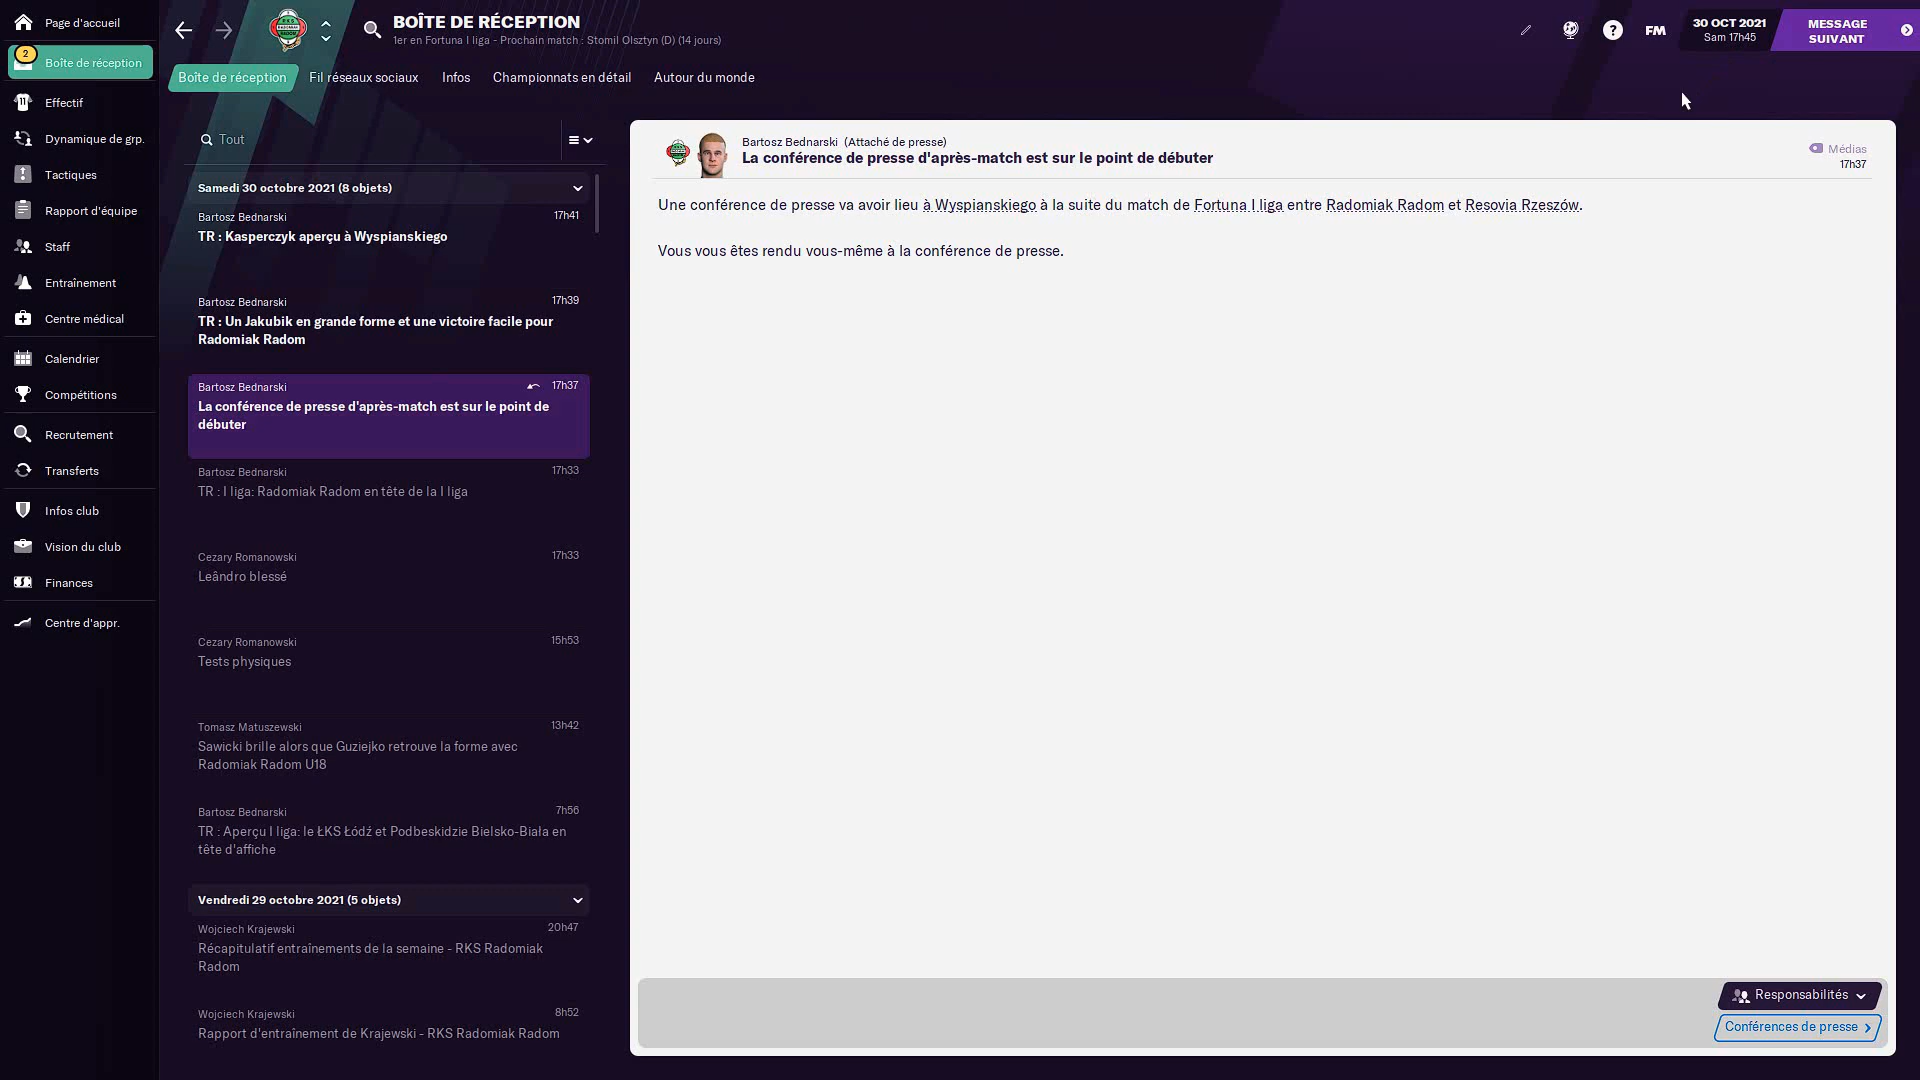 Page d'accueil
2
Boîte de réception
Effectif
Dynamique de grp.
Tactiques
Rapport d'équipe
Staff
Entraînement
Centre médical
Calendrier
Compétitions
Recrutement
Transferts
Infos club
Vision du club
Finances
Centre d'appr.
BOÎTE DE RÉCEPTION
1er en Fortuna I liga - Prochain match : Stomil Olsztyn (D) (14 jours)
FM
30 OCT 2021
Sam 17h45
MESSAGE
SUIVANT
Boîte de réception
Fil réseaux sociaux
Infos
Championnats en détail
Autour du monde
Tout
Samedi 30 octobre 2021 (8 objets)
Bartosz Bednarski 17h41
TR : Kasperczyk aperçu à Wyspianskiego
Bartosz Bednarski 17h39
TR : Un Jakubik en grande forme et une victoire facile pour
Radomiak Radom
Bartosz Bednarski 17h37
La conférence de presse d'après-match est sur le point de
débuter
Bartosz Bednarski 17h33
TR : I liga: Radomiak Radom en tête de la I liga
Cezary Romanowski 17h33
Leândro blessé
Cezary Romanowski 15h53
Tests physiques
Tomasz Matuszewski 13h42
Sawicki brille alors que Guziejko retrouve la forme avec
Radomiak Radom U18
Bartosz Bednarski 7h56
TR : Aperçu I liga: le ŁKS Łódź et Podbeskidzie Bielsko-Biala en
tête d'affiche
Vendredi 29 octobre 2021 (5 objets)
Wojciech Krajewski 20h47
Récapitulatif entraînements de la semaine - RKS Radomiak
Radom
Wojciech Krajewski 8h52
Rapport d'entraînement de Krajewski - RKS Radomiak Radom
Bartosz Bednarski (Attaché de presse)
La conférence de presse d'après-match est sur le point de débuter
Médias
17h37
Une conférence de presse va avoir lieu à Wyspianskiego à la suite du match de Fortuna I liga entre Radomiak Radom et Resovia Rzeszów.
Vous vous êtes rendu vous-même à la conférence de presse.
Responsabilités
Conférences de presse